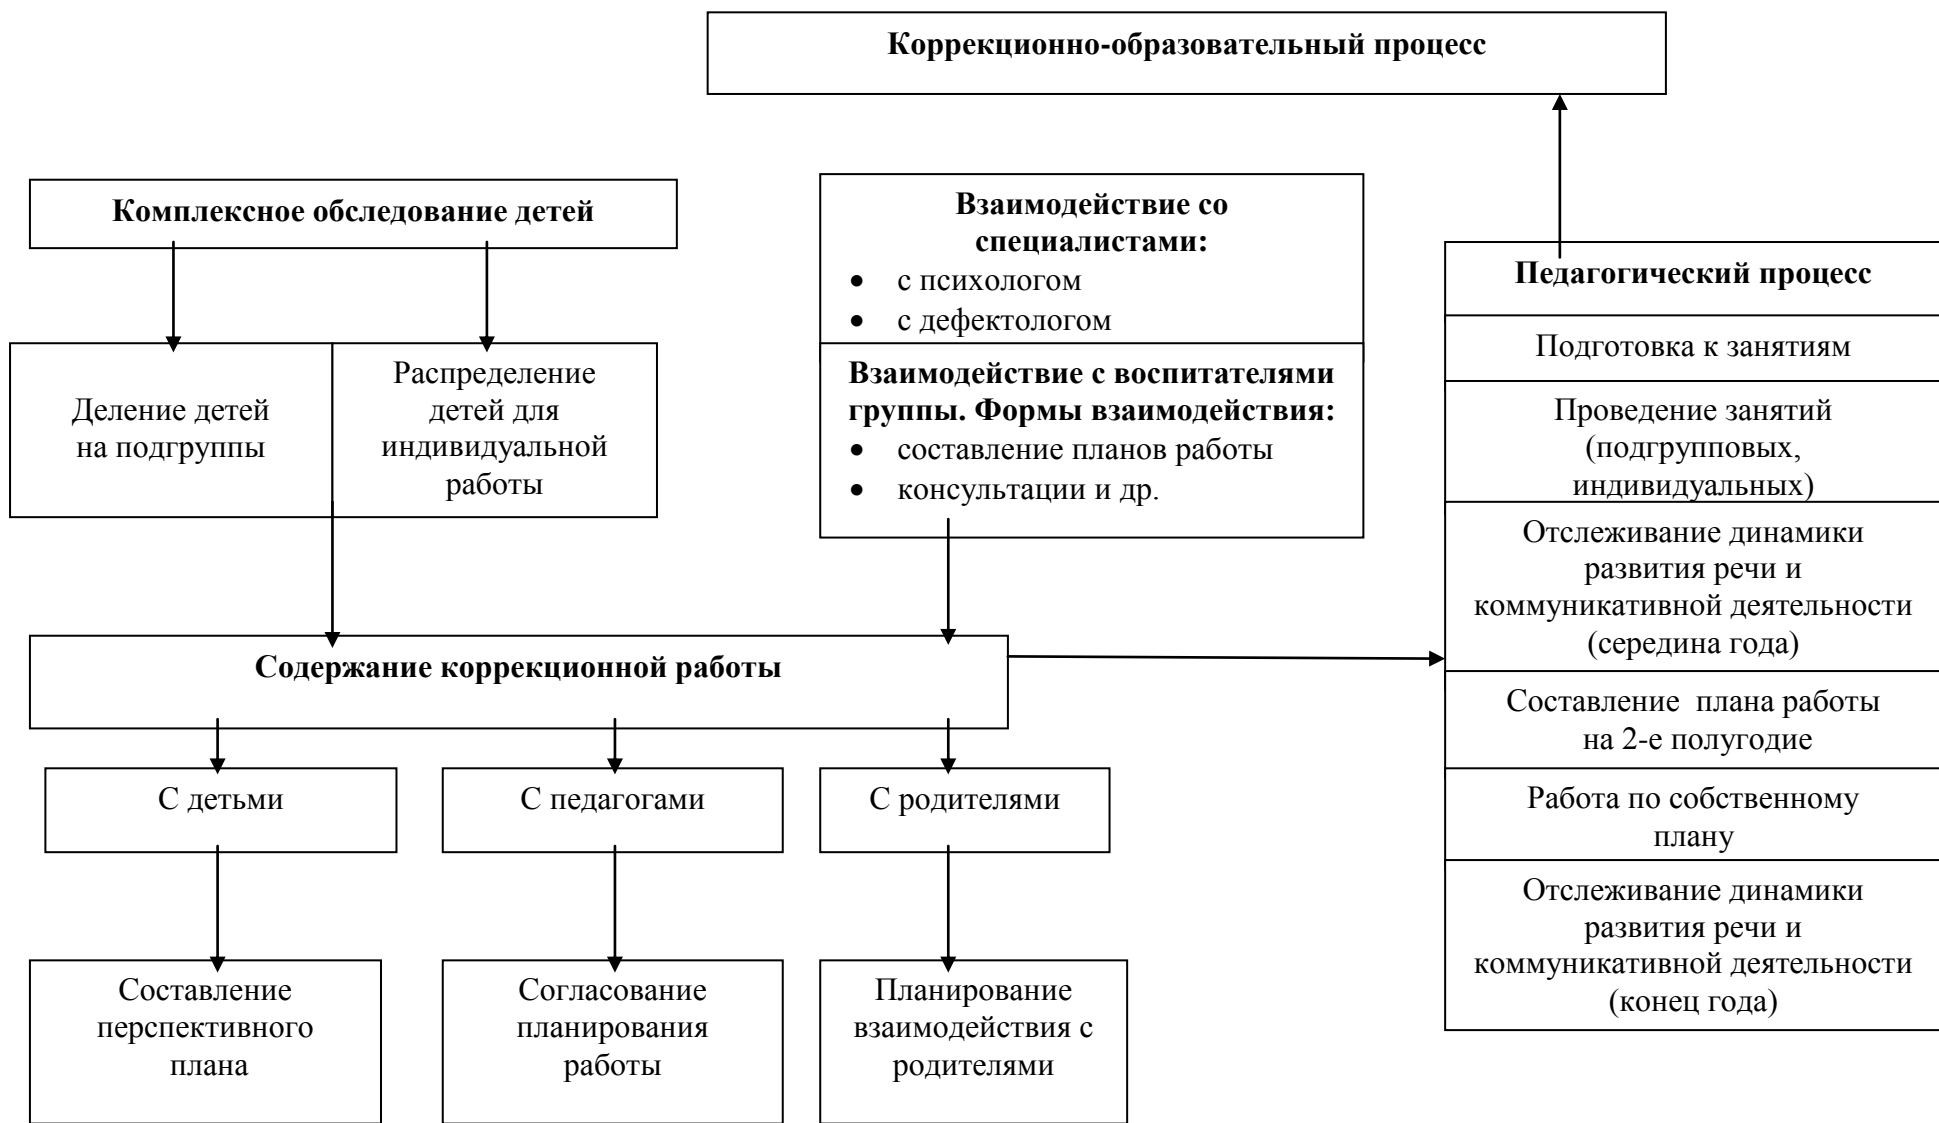 Коррекционно-образовательный процесс
Комплексное обследование детей
Деление детей
на подгруппы
Распределение
детей для
индивидуальной
работы
Взаимодействие со
специалистами:
• с психологом
• с дефектологом
Взаимодействие с воспитателями
группы. Формы взаимодействия:
• составление планов работы
• консультации и др.
Содержание коррекционной работы
С детьми
С педагогами
С родителями
Составление
перспективного
плана
Согласование
планирования
работы
Планирование
взаимодействия с
родителями
Педагогический процесс
Подготовка к занятиям
Проведение занятий
(подгрупповых,
индивидуальных)
Отслеживание динамики
развития речи и
коммуникативной деятельности
(середина года)
Составление  плана работы
на 2-е полугодие
Работа по собственному
плану
Отслеживание динамики
развития речи и
коммуникативной деятельности
(конец года)